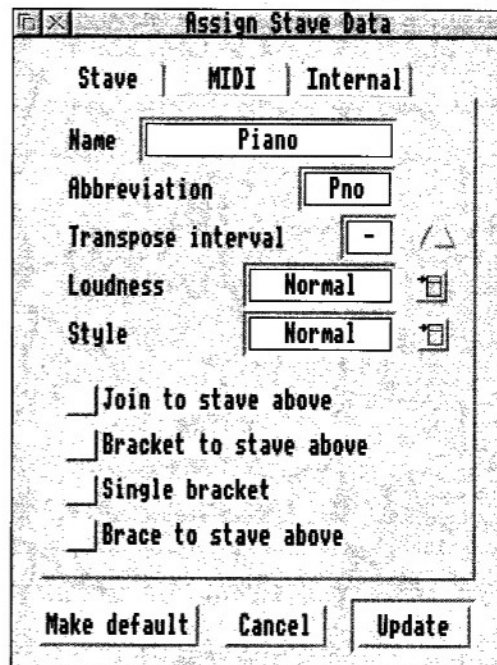 Assign Stave Data
Stave MIDI Internal
Name Piano
Abbreviation Pno
Transpose interval -
Loudness Normal
Style Normal
Join to stave above
Bracket to stave above
Single bracket
Brace to stave above
Make default Cancel Update